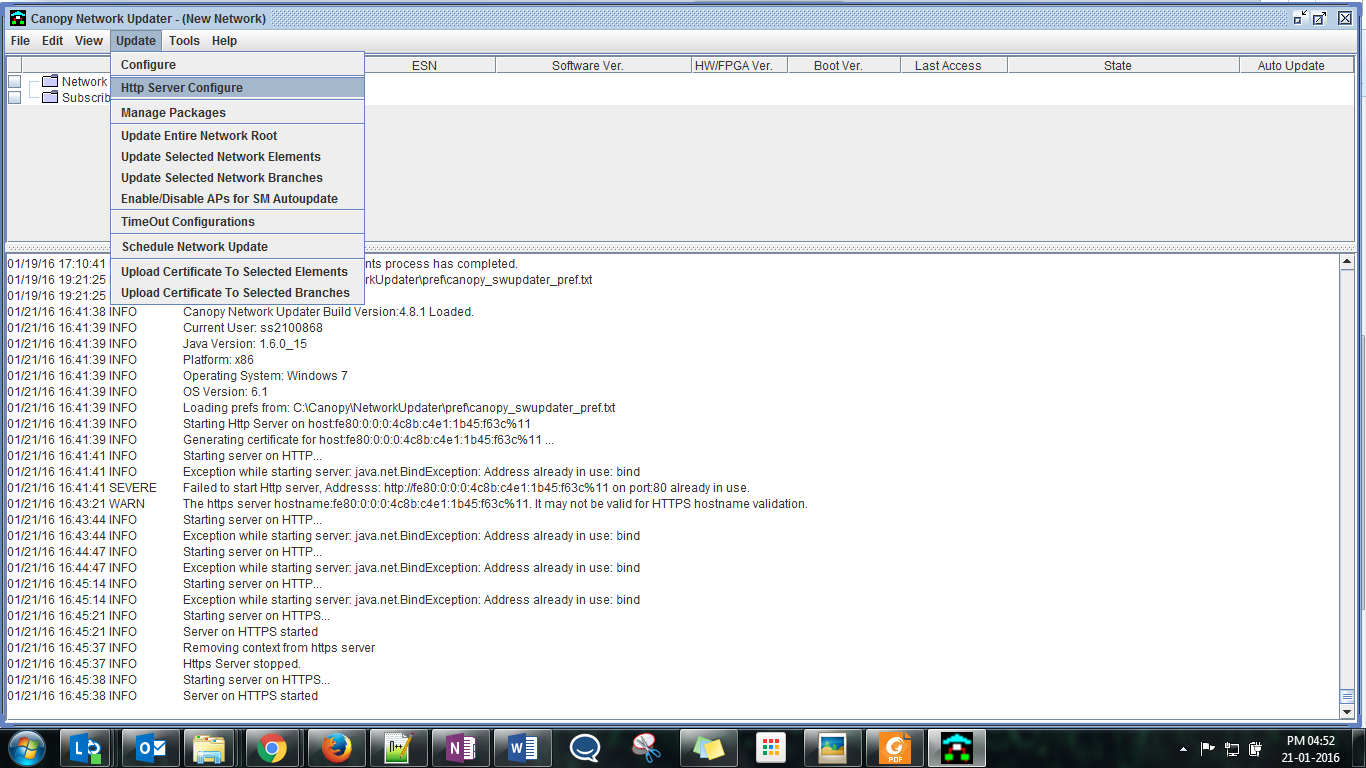 Canopy Network Updater - (New Network)
File Edit View Update Tools Help
Configure
Http Server Configure
Manage Packages
Update Entire Network Root
Update Selected Network Elements
Update Selected Network Branches
Enable/Disable APs for SM Autoupdate
TimeOut Configurations
Schedule Network Update
Upload Certificate To Selected Elements
Upload Certificate To Selected Branches
ESN Software Ver. HW/FPGA Ver. Boot Ver. Last Access State Auto Update
Network
Subscrib
01/19/16 17:10:41 nts process has completed.
01/19/16 19:21:25 rkUpdater\pref\canopy_swupdater_pref.txt
01/19/16 19:21:25
01/21/16 16:41:38 INFO Canopy Network Updater Build Version:4.8.1 Loaded.
01/21/16 16:41:39 INFO Current User: ss2100868
01/21/16 16:41:39 INFO Java Version: 1.6.0_15
01/21/16 16:41:39 INFO Platform: x86
01/21/16 16:41:39 INFO Operating System: Windows 7
01/21/16 16:41:39 INFO OS Version: 6.1
01/21/16 16:41:39 INFO Loading prefs from: C:\Canopy\NetworkUpdater\pref\canopy_swupdater_pref.txt
01/21/16 16:41:39 INFO Starting Http Server on host:fe80:0:0:0:4c8b:c4e1:1b45:f63c%11
01/21/16 16:41:39 INFO Generating certificate for host:fe80:0:0:0:4c8b:c4e1:1b45:f63c%11 ...
01/21/16 16:41:41 INFO Starting server on HTTP...
01/21/16 16:41:41 INFO Exception while starting server: java.net.BindException: Address already in use: bind
01/21/16 16:41:41 SEVERE Failed to start Http server, Addresss: http://fe80:0:0:0:4c8b:c4e1:1b45:f63c%11 on port:80 already in use.
01/21/16 16:43:21 WARN The https server hostname:fe80:0:0:0:4c8b:c4e1:1b45:f63c%11. It may not be valid for HTTPS hostname validation.
01/21/16 16:43:44 INFO Starting server on HTTP...
01/21/16 16:43:44 INFO Exception while starting server: java.net.BindException: Address already in use: bind
01/21/16 16:44:47 INFO Starting server on HTTP...
01/21/16 16:44:47 INFO Exception while starting server: java.net.BindException: Address already in use: bind
01/21/16 16:45:14 INFO Starting server on HTTP...
01/21/16 16:45:14 INFO Exception while starting server: java.net.BindException: Address already in use: bind
01/21/16 16:45:21 INFO Starting server on HTTPS...
01/21/16 16:45:21 INFO Server on HTTPS started
01/21/16 16:45:37 INFO Removing context from https server
01/21/16 16:45:37 INFO Https Server stopped.
01/21/16 16:45:38 INFO Starting server on HTTPS...
01/21/16 16:45:38 INFO Server on HTTPS started
PDF
PM 04:52
21-01-2016